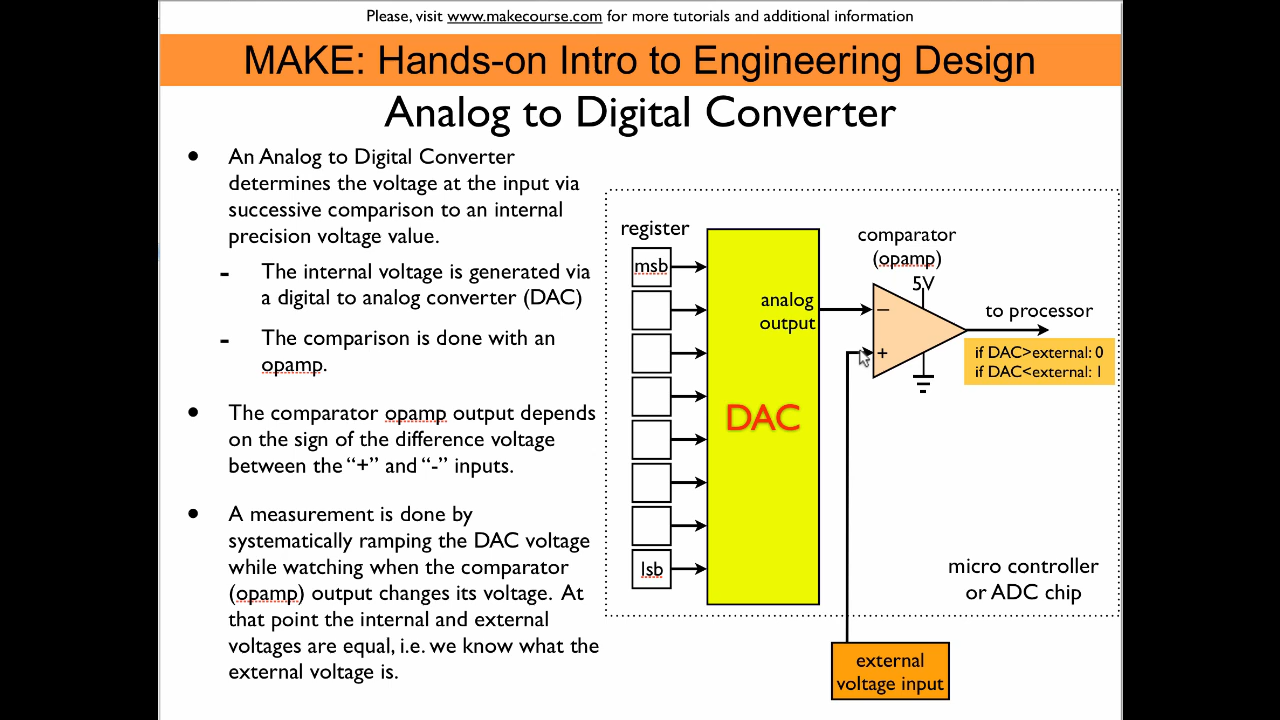 Please, visit www.makecourse.com for more tutorials and additional information
MAKE: Hands-on Intro to Engineering Design
Analog to Digital Converter
• An Analog to Digital Converter
determines the voltage at the input via
successive comparison to an internal
precision voltage value.
- The internal voltage is generated via
a digital to analog converter (DAC)
- The comparison is done with an
opamp.
• The comparator opamp output depends
on the sign of the difference voltage
between the “+” and “-” inputs.
• A measurement is done by
systematically ramping the DAC voltage
while watching when the comparator
(opamp) output changes its voltage. At
that point the internal and external
voltages are equal, i.e. we know what the
external voltage is.
register
msb
lsb
analog
output
DAC
comparator
(opamp)
5V
−
+
to processor
if DAC>external: 0
if DAC<external: 1
micro controller
or ADC chip
external
voltage input